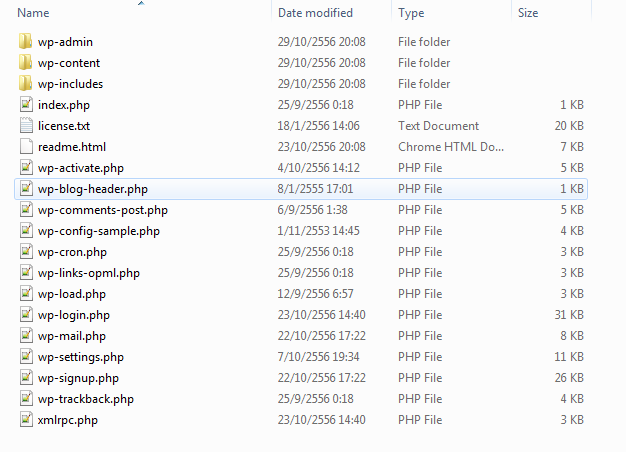 Name Date modified Type Size
wp-admin 29/10/2556 20:08 File folder
wp-content 29/10/2556 20:08 File folder
wp-includes 29/10/2556 20:08 File folder
index.php 25/9/2556 0:18 PHP File 1 KB
license.txt 18/1/2556 14:06 Text Document 20 KB
readme.html 23/10/2556 20:08 Chrome HTML Do... 7 KB
wp-activate.php 4/10/2556 14:12 PHP File 5 KB
wp-blog-header.php 8/1/2555 17:01 PHP File 1 KB
wp-comments-post.php 6/9/2556 1:38 PHP File 5 KB
wp-config-sample.php 1/11/2553 14:45 PHP File 4 KB
wp-cron.php 25/9/2556 0:18 PHP File 3 KB
wp-links-opml.php 25/9/2556 0:18 PHP File 3 KB
wp-load.php 12/9/2556 6:57 PHP File 3 KB
wp-login.php 23/10/2556 14:40 PHP File 31 KB
wp-mail.php 22/10/2556 17:22 PHP File 8 KB
wp-settings.php 7/10/2556 19:34 PHP File 11 KB
wp-signup.php 22/10/2556 17:22 PHP File 26 KB
wp-trackback.php 25/9/2556 0:18 PHP File 4 KB
xmlrpc.php 23/10/2556 14:40 PHP File 3 KB